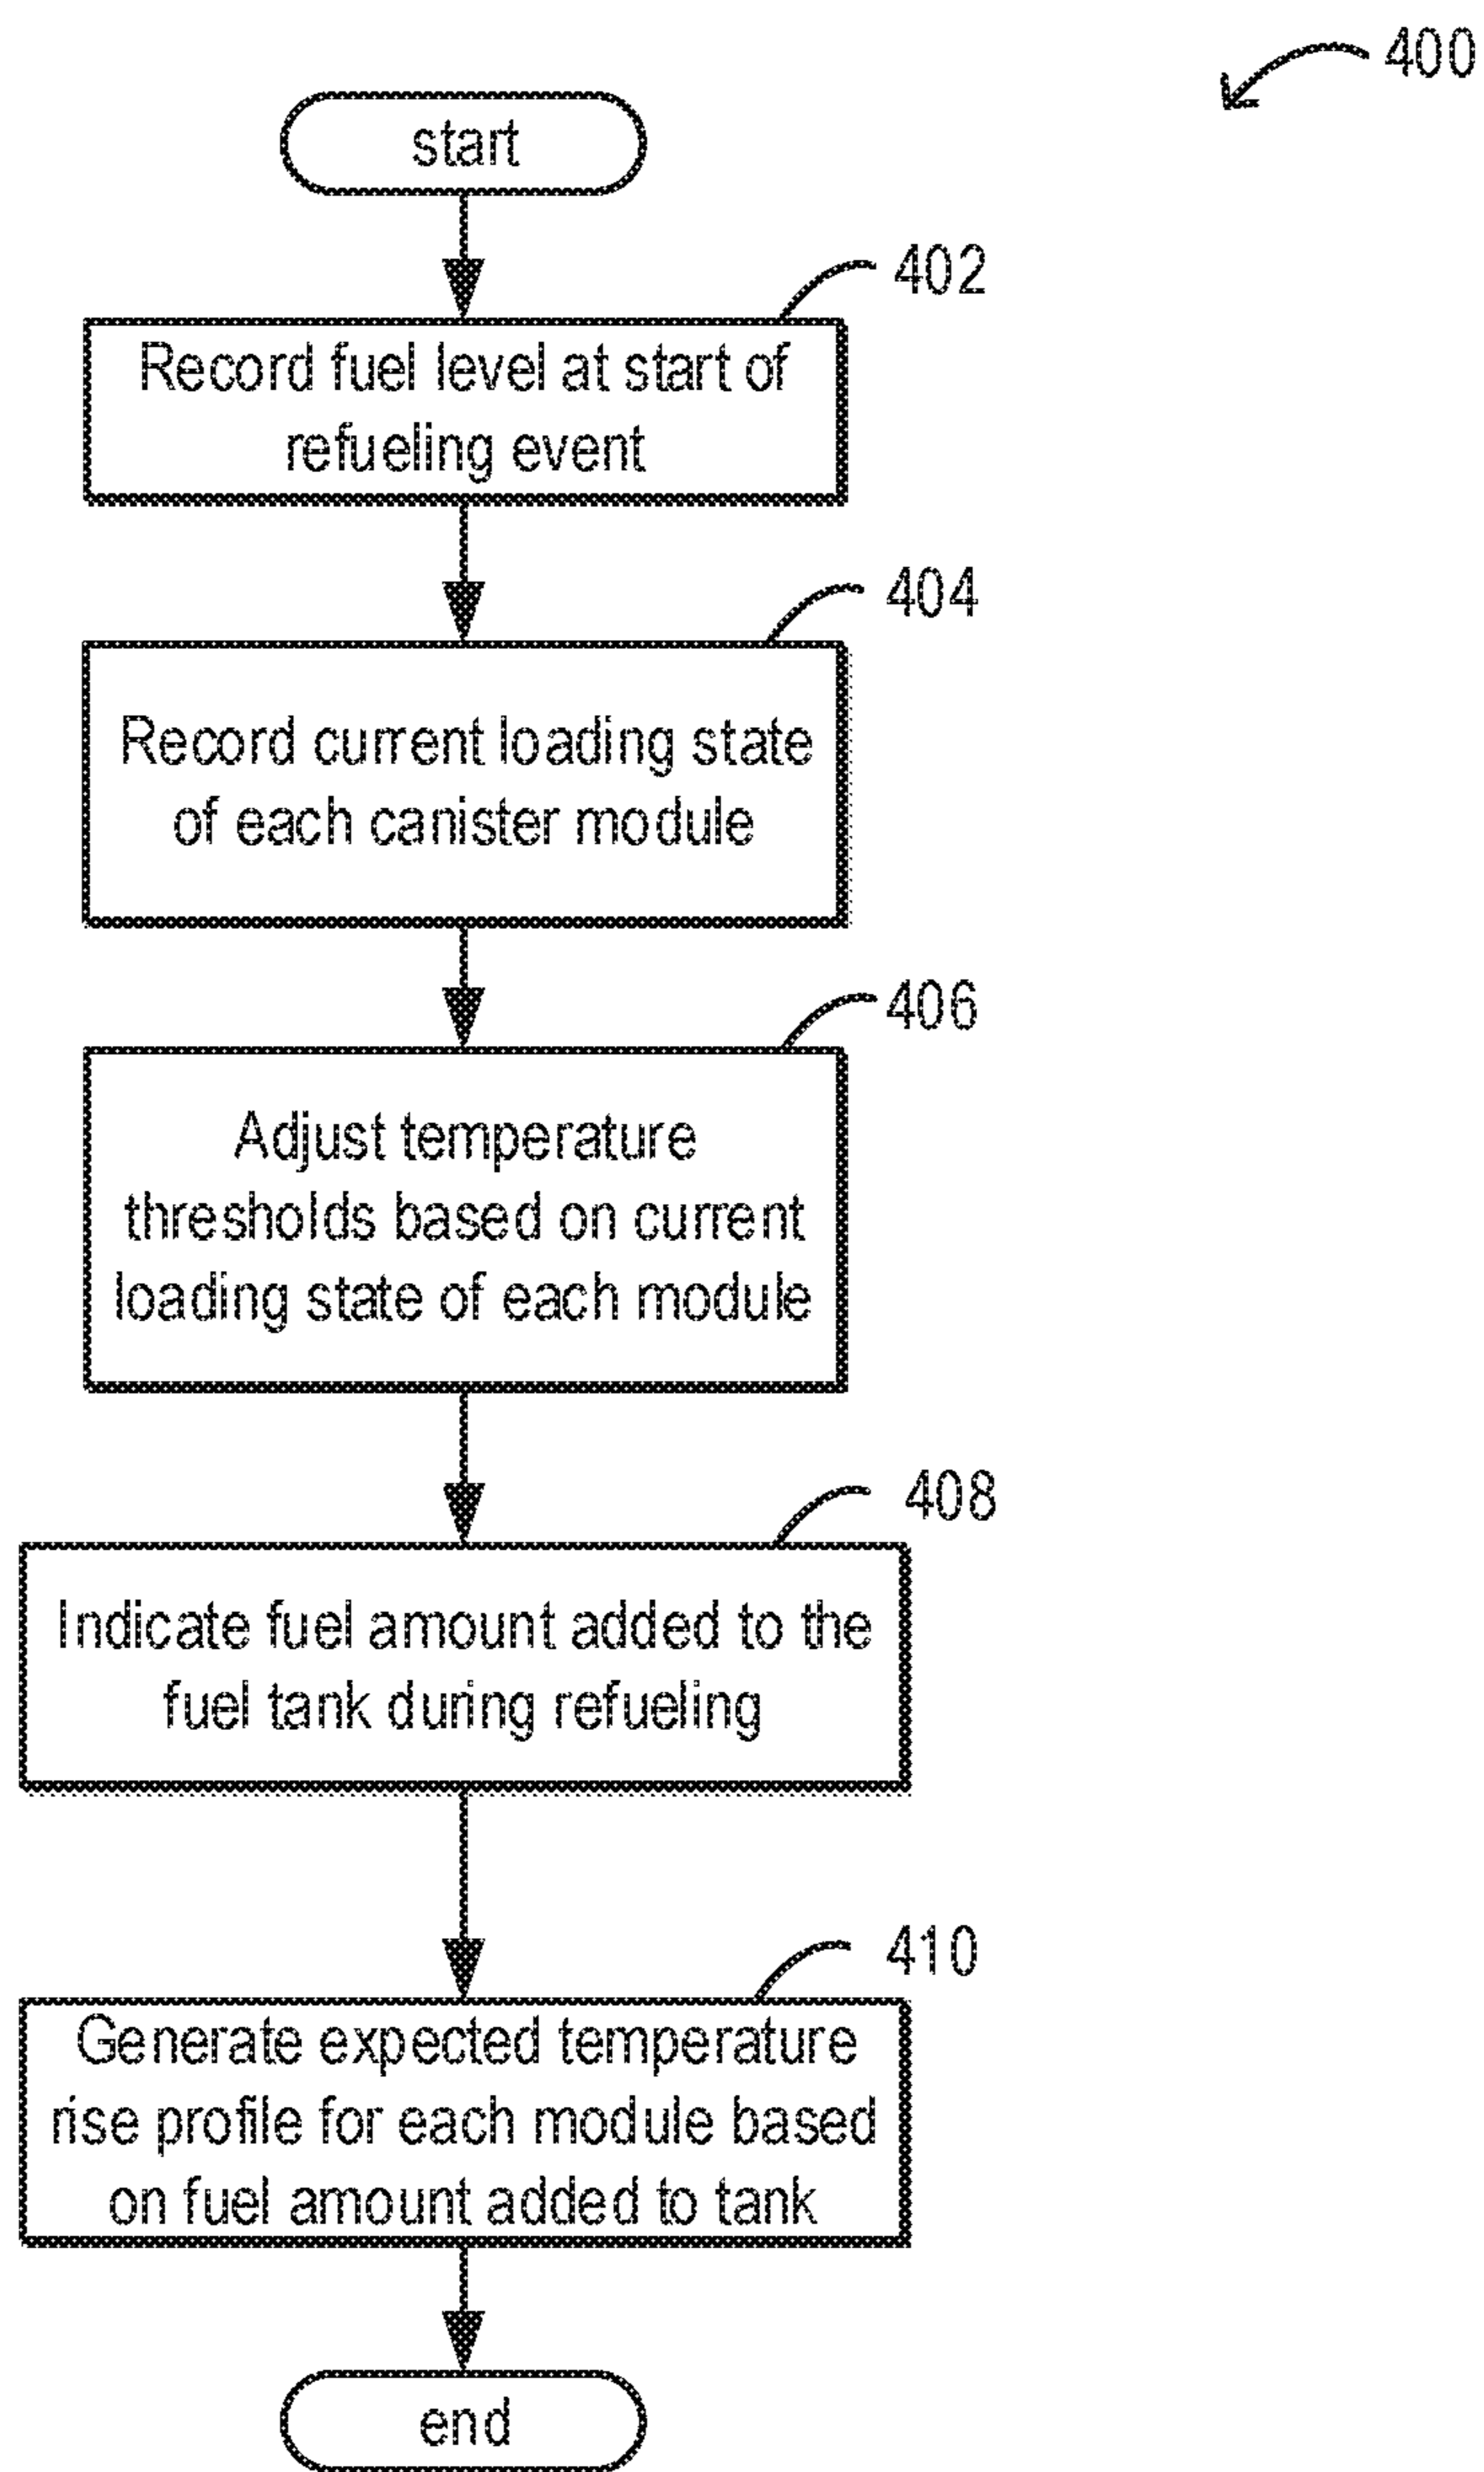 400
start
402
Record fuel level at start of
refueling event
404
Record current loading state
of each canister module
406
Adjust temperature
thresholds based on current
loading state of each module
408
Indicate fuel amount added to the
fuel tank during refueling
410
Generate expected temperature
rise profile for each module based
on fuel amount added to tank
end